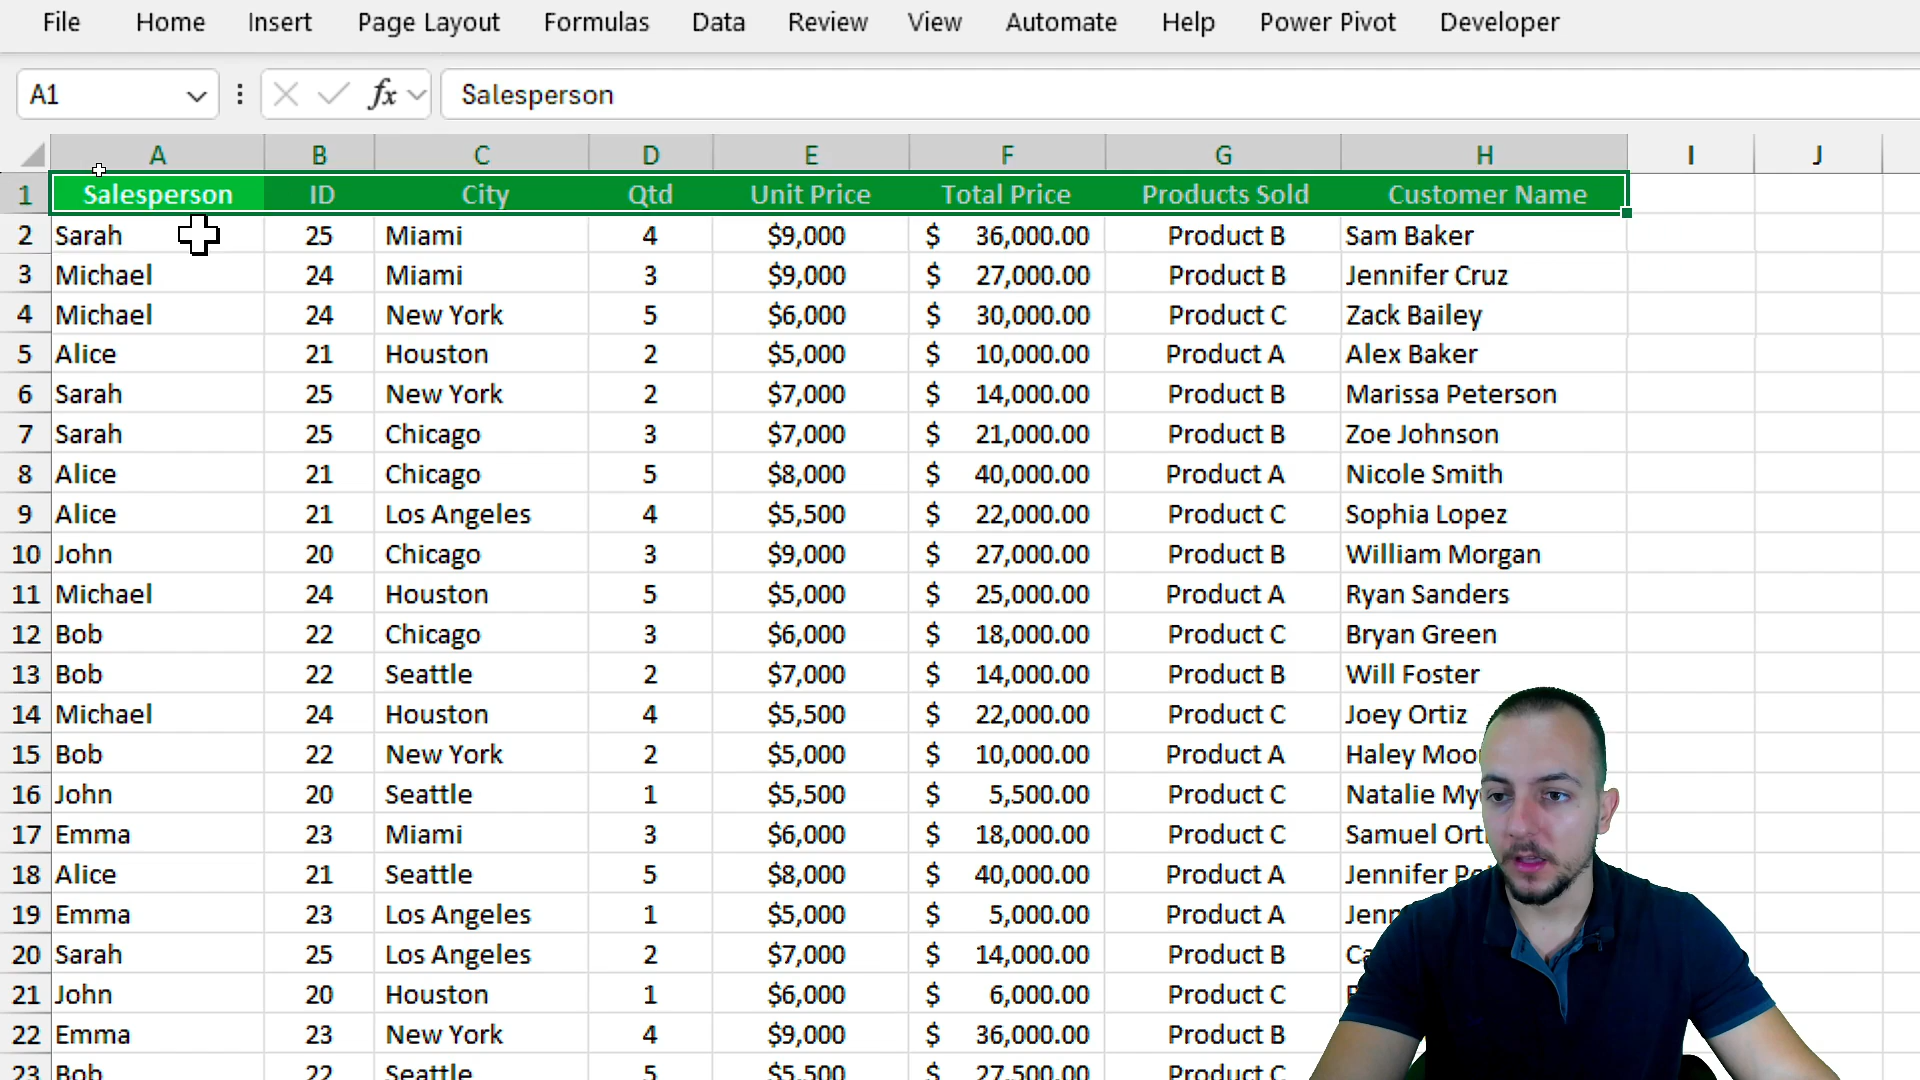 File Home Insert Page Layout Formulas Data Review View Automate Help Power Pivot Developer
A1 fx Salesperson
A B C D E F G H I J
1 Salesperson ID City Qtd Unit Price Total Price Products Sold Customer Name
2 Sarah 25 Miami 4 $9,000 $ 36,000.00 Product B Sam Baker
3 Michael 24 Miami 3 $9,000 $ 27,000.00 Product B Jennifer Cruz
4 Michael 24 New York 5 $6,000 $ 30,000.00 Product C Zack Bailey
5 Alice 21 Houston 2 $5,000 $ 10,000.00 Product A Alex Baker
6 Sarah 25 New York 2 $7,000 $ 14,000.00 Product B Marissa Peterson
7 Sarah 25 Chicago 3 $7,000 $ 21,000.00 Product B Zoe Johnson
8 Alice 21 Chicago 5 $8,000 $ 40,000.00 Product A Nicole Smith
9 Alice 21 Los Angeles 4 $5,500 $ 22,000.00 Product C Sophia Lopez
10 John 20 Chicago 3 $9,000 $ 27,000.00 Product B William Morgan
11 Michael 24 Houston 5 $5,000 $ 25,000.00 Product A Ryan Sanders
12 Bob 22 Chicago 3 $6,000 $ 18,000.00 Product C Bryan Green
13 Bob 22 Seattle 2 $7,000 $ 14,000.00 Product B Will Foster
14 Michael 24 Houston 4 $5,500 $ 22,000.00 Product C Joey Ortiz
15 Bob 22 New York 2 $5,000 $ 10,000.00 Product A Haley
16 John 20 Seattle 1 $5,500 $ 5,500.00 Product C Natalie
17 Emma 23 Miami 3 $6,000 $ 18,000.00 Product C Samuel
18 Alice 21 Seattle 5 $8,000 $ 40,000.00 Product A Jennifer
19 Emma 23 Los Angeles 1 $5,000 $ 5,000.00 Product A
20 Sarah 25 Los Angeles 2 $7,000 $ 14,000.00 Product B
21 John 20 Houston 1 $6,000 $ 6,000.00 Product C
22 Emma 23 New York 4 $9,000 $ 36,000.00 Product B
23 Bob 22 Seattle 5 $5,500 $ 27,500.00 Product C